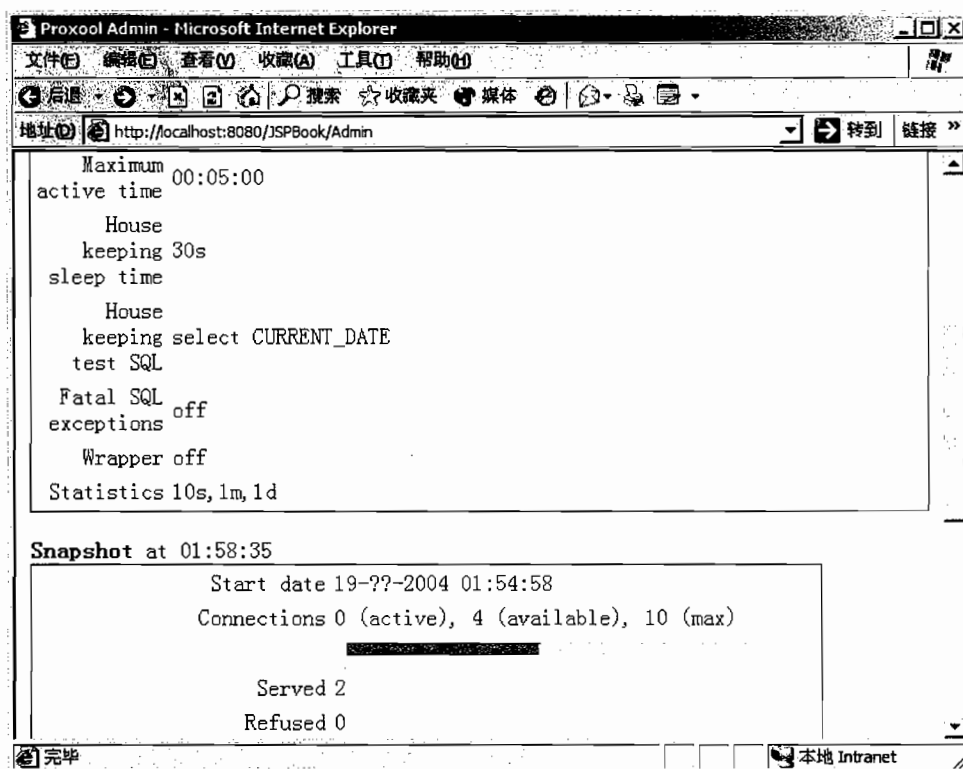 Proxool Admin - Microsoft Internet Explorer
文件(F) 编辑(E) 查看(V) 收藏(A) 工具(T) 帮助(H)
后退 搜索 收藏夹 媒体
地址(D) http://localhost:8080/JSPBook/Admin 转到 链接 »
Maximum
active time 00:05:00
House
keeping 30s
sleep time
House
keeping select CURRENT_DATE
test SQL
Fatal SQL
exceptions off
Wrapper off
Statistics 10s,1m,1d
Snapshot at 01:58:35
Start date 19-??-2004 01:54:58
Connections 0 (active), 4 (available), 10 (max)
Served 2
Refused 0
完毕 本地 Intranet